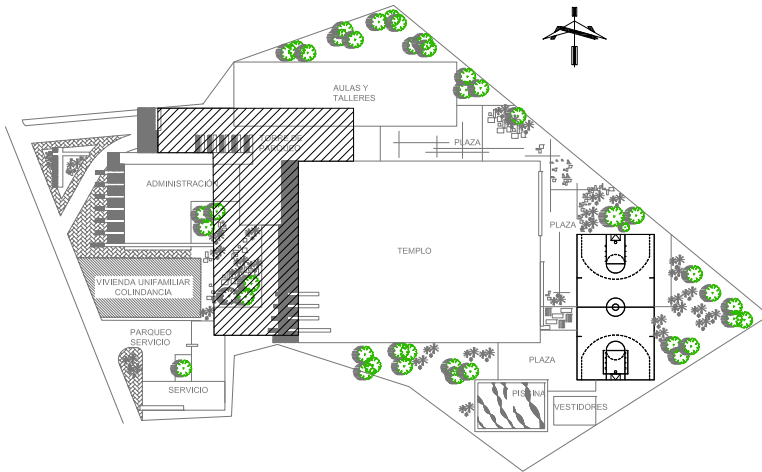 AULAS Y
TALLERES
TORRE DE
PARQUEO
PLAZA
ADMINISTRACIÓN
PLAZA
TEMPLO
VIVIENDA UNIFAMILIAR
COLINDANCIA
PARQUEO
SERVICIO
PLAZA
SERVICIO
PISCINA
VESTIDORES